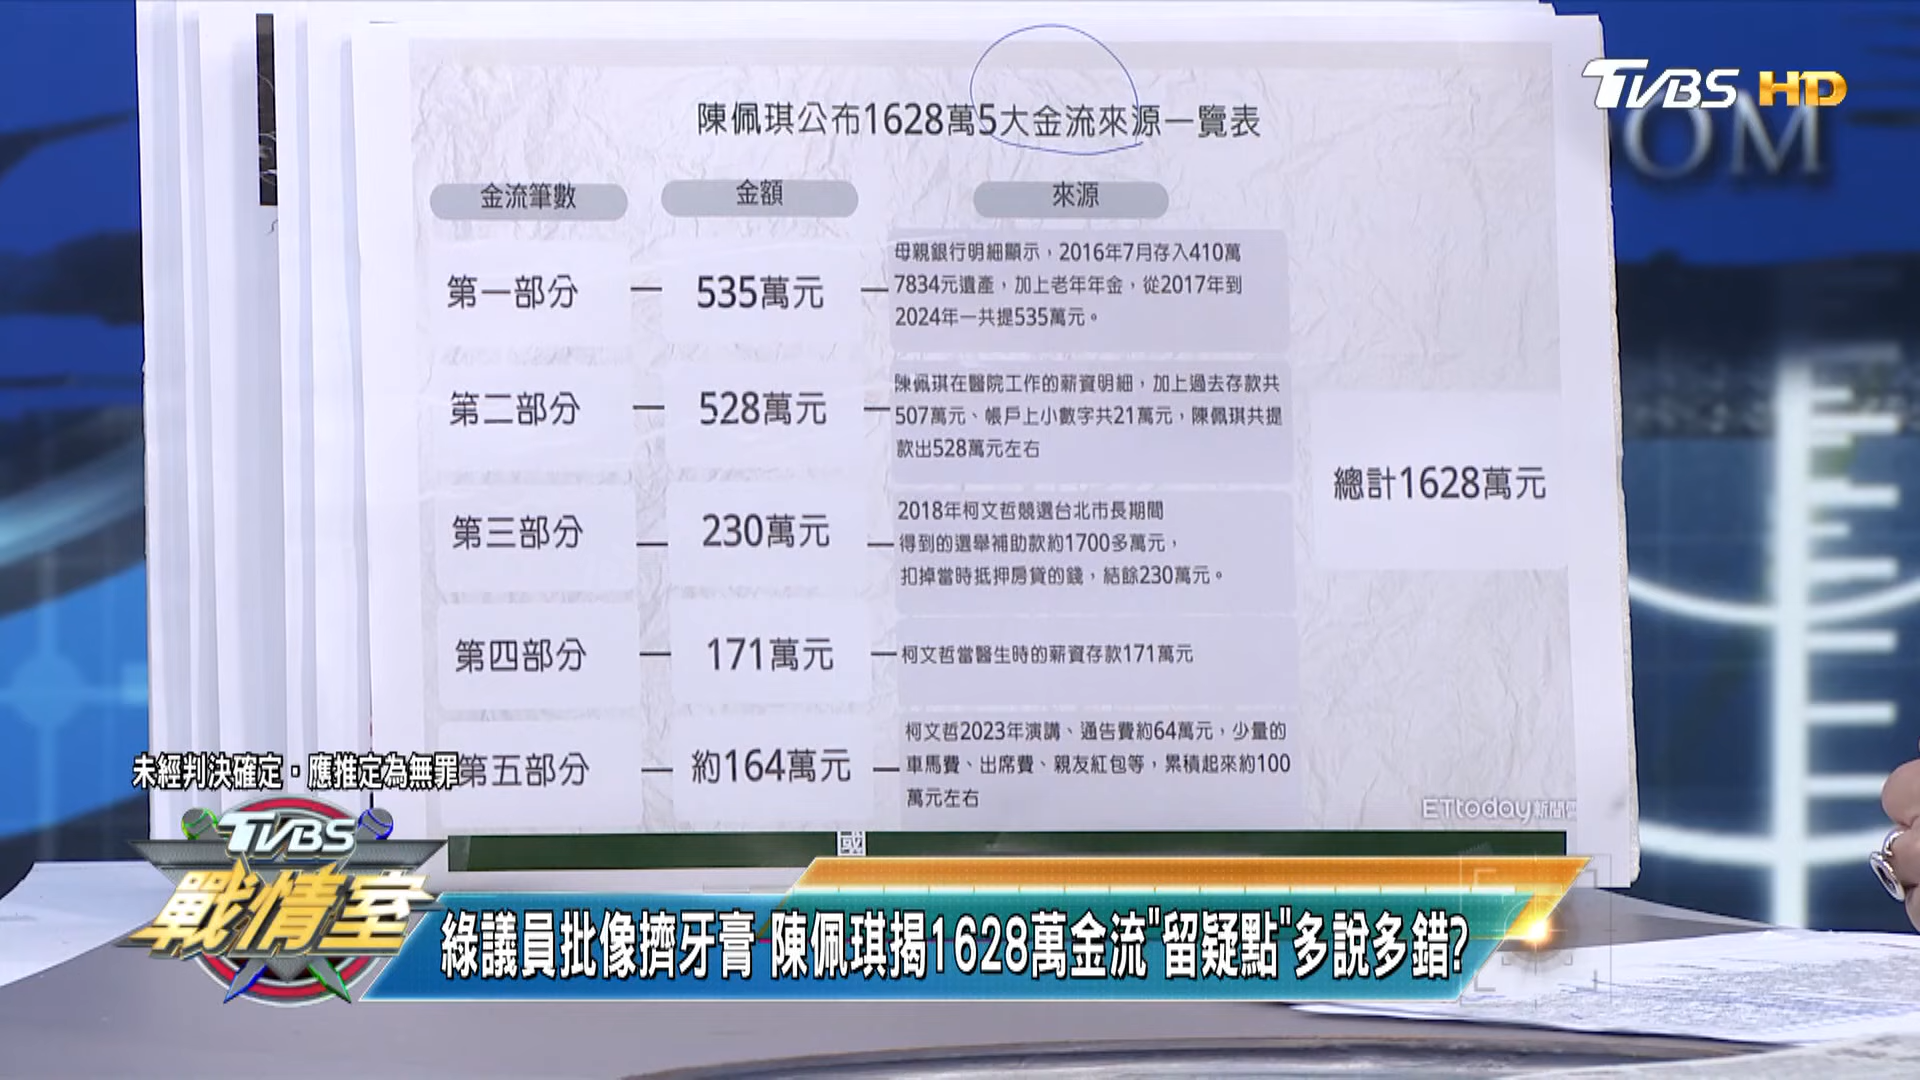 TVBS HD
OM
陳佩琪公布1628萬5大金流來源一覽表
金流筆數 金額 來源
第一部分 535萬元
母親銀行明細顯示，2016年7月存入410萬
7834元遺產，加上老年年金，從2017年到
2024年一共提535萬元。
第二部分 528萬元
陳佩琪在醫院工作的薪資明細，加上過去存款共
507萬元、帳戶上小數字共21萬元，陳佩琪共提
款出528萬元左右
總計1628萬元
第三部分 230萬元
2018年柯文哲競選台北市長期間
得到的選舉補助款約1700多萬元，
扣掉當時抵押房貸的錢，結餘230萬元。
第四部分 171萬元
柯文哲當醫生時的薪資存款171萬元
第五部分 約164萬元
柯文哲2023年演講、通告費約64萬元，少量的
車馬費、出席費、親友紅包等，累積起來約100
萬元左右
ETtoday新聞雲
未經判決確定·應推定為無罪
國
TVBS
戰情室
綠議員批像擠牙膏 陳佩琪揭1628萬金流"留疑點"多說多錯?